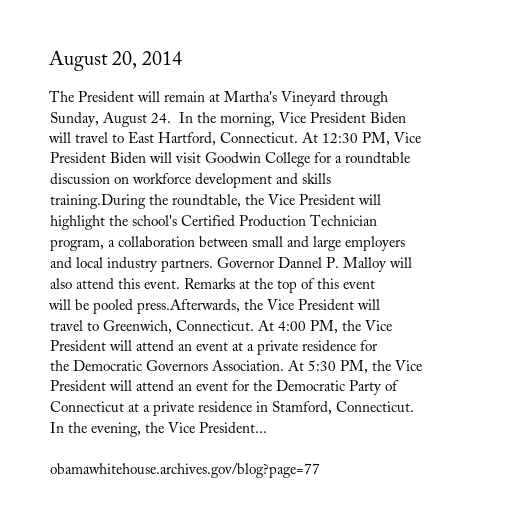 August 20, 2014
The President will remain at Martha's Vineyard through
Sunday, August 24.  In the morning, Vice President Biden
will travel to East Hartford, Connecticut. At 12:30 PM, Vice
President Biden will visit Goodwin College for a roundtable
discussion on workforce development and skills
training.During the roundtable, the Vice President will
highlight the school's Certified Production Technician
program, a collaboration between small and large employers
and local industry partners. Governor Dannel P. Malloy will
also attend this event. Remarks at the top of this event
will be pooled press.Afterwards, the Vice President will
travel to Greenwich, Connecticut. At 4:00 PM, the Vice
President will attend an event at a private residence for
the Democratic Governors Association. At 5:30 PM, the Vice
President will attend an event for the Democratic Party of
Connecticut at a private residence in Stamford, Connecticut.
In the evening, the Vice President...
obamawhitehouse.archives.gov/blog?page=77